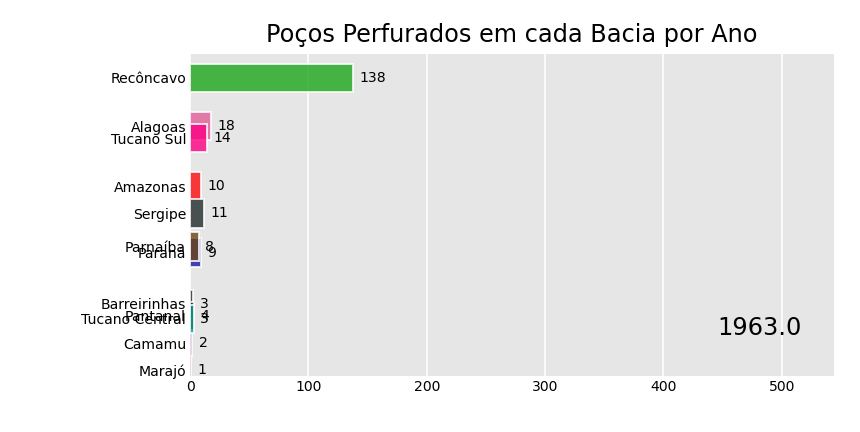 Poços Perfurados em cada Bacia por Ano
Recôncavo 138
Alagoas 18
Tucano Sul 14
Amazonas 10
Sergipe 11
Parnaíba 8
Paraná 9
Barreirinhas 3
Pantanal 4
Tucano Central 3
1963.0
Camamu 2
Marajó 1
0 100 200 300 400 500